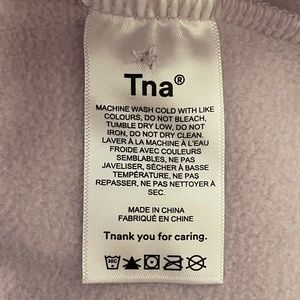 Tna®
MACHINE WASH COLD WITH LIKE
COLOURS, DO NOT BLEACH,
TUMBLE DRY LOW, DO NOT
IRON, DO NOT DRY CLEAN.
LAVER À LA MACHINE À L'EAU
FROIDE AVEC COULEURS
SEMBLABLES, NE PAS
JAVELISER, SÉCHER À BASSE
TEMPÉRATURE, NE PAS
REPASSER, NE PAS NETTOYER À
SEC.
MADE IN CHINA
FABRIQUÉ EN CHINE
Tnank you for caring.